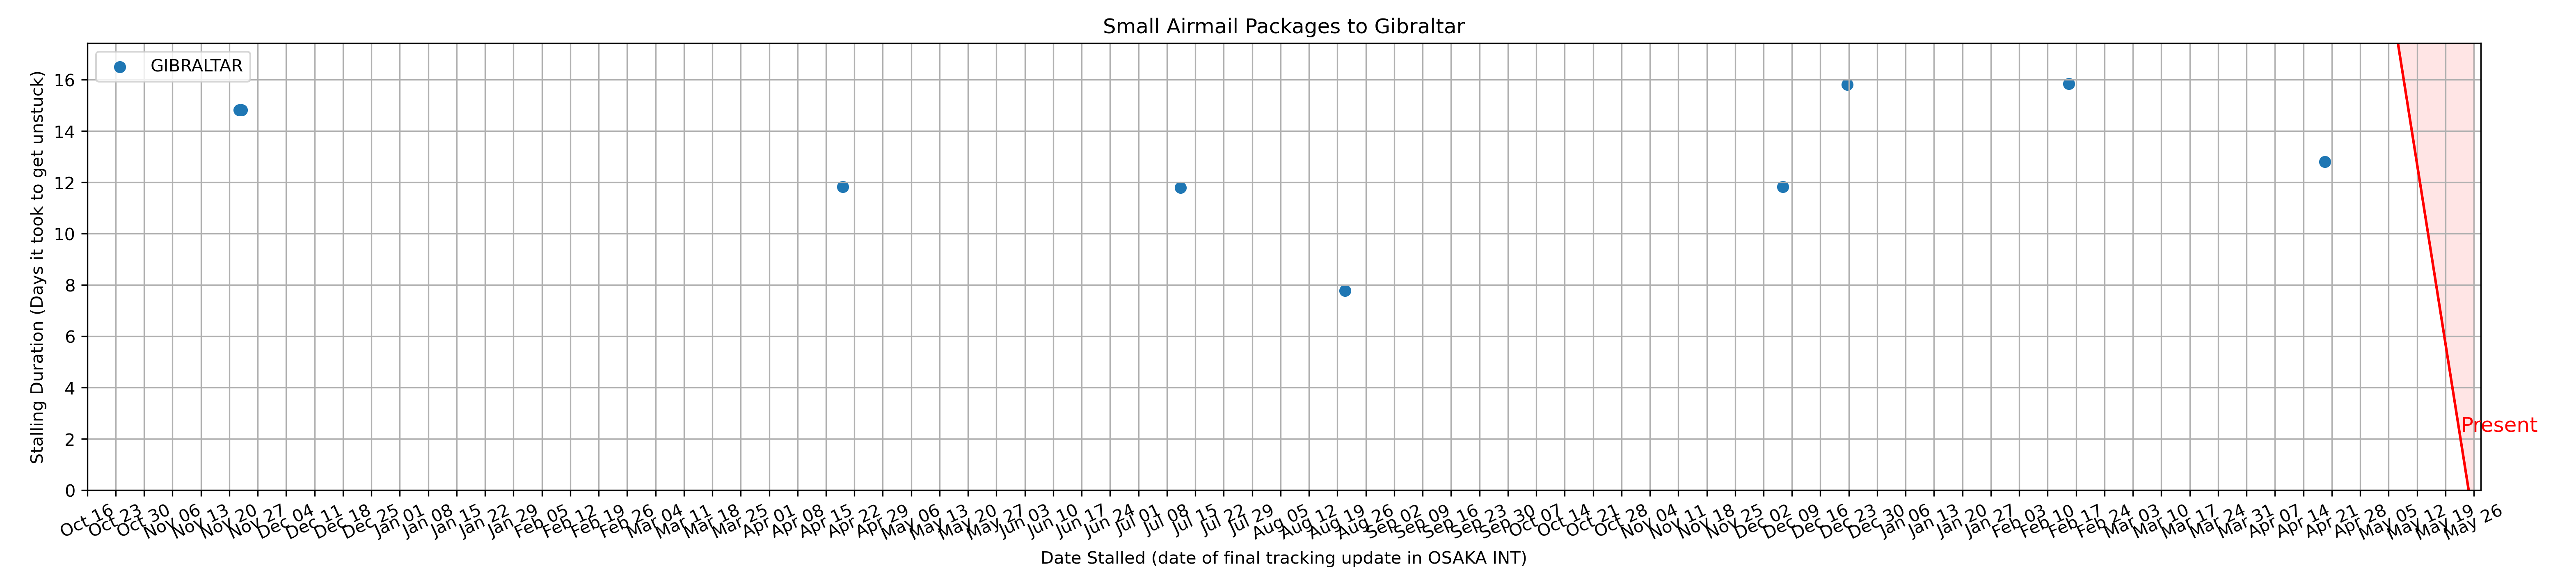 Small Airmail Packages to Gibraltar
GIBRALTAR
Stalling Duration (Days it took to get unstuck)
16
14
12
10
8
6
4
2
0
Present
Oct 16 Oct 23 Oct 30 Nov 06 Nov 13 Nov 20 Nov 27 Dec 04 Dec 11 Dec 18 Dec 25 Jan 01 Jan 08 Jan 15 Jan 22 Jan 29 Feb 05 Feb 12 Feb 19 Feb 26 Mar 04 Mar 11 Mar 18 Mar 25 Apr 01 Apr 08 Apr 15 Apr 22 Apr 29 May 06 May 13 May 20 May 27 Jun 03 Jun 10 Jun 17 Jun 24 Jul 01 Jul 08 Jul 15 Jul 22 Jul 29 Aug 05 Aug 12 Aug 19 Aug 26 Sep 02 Sep 09 Sep 16 Sep 23 Sep 30 Oct 07 Oct 14 Oct 21 Oct 28 Nov 04 Nov 11 Nov 18 Nov 25 Dec 02 Dec 09 Dec 16 Dec 23 Dec 30 Jan 06 Jan 13 Jan 20 Jan 27 Feb 03 Feb 10 Feb 17 Feb 24 Mar 03 Mar 10 Mar 17 Mar 24 Mar 31 Apr 07 Apr 14 Apr 21 Apr 28 May 05 May 12 May 19 May 26
Date Stalled (date of final tracking update in OSAKA INT)